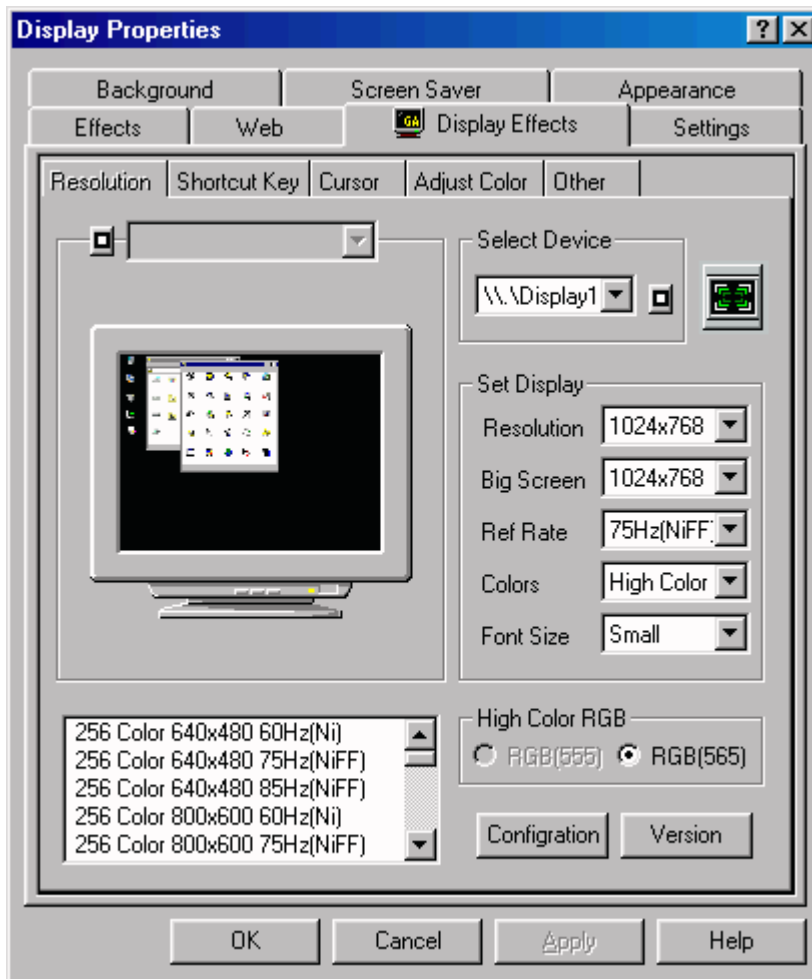 Display Properties
Background Screen Saver Appearance
Effects Web GA Display Effects Settings
Resolution Shortcut Key Cursor Adjust Color Other
Select Device
\\.\Display1
Set Display
Resolution 1024x768
Big Screen 1024x768
Ref Rate 75Hz(NiFF)
Colors High Color
Font Size Small
256 Color 640x480 60Hz(Ni)
256 Color 640x480 75Hz(NiFF)
256 Color 640x480 85Hz(NiFF)
256 Color 800x600 60Hz(Ni)
256 Color 800x600 75Hz(NiFF)
High Color RGB
RGB(555) RGB(565)
Configration Version
OK Cancel Apply Help